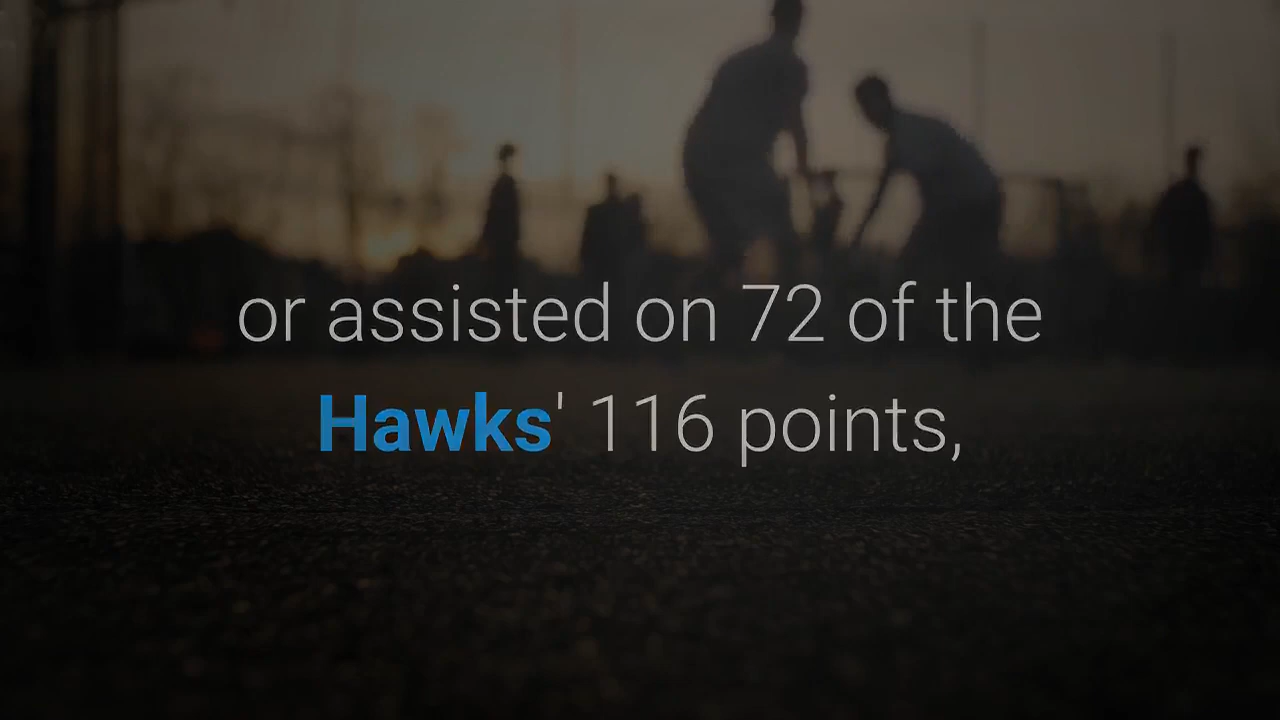 or assisted on 72 of the
Hawks' 116 points,